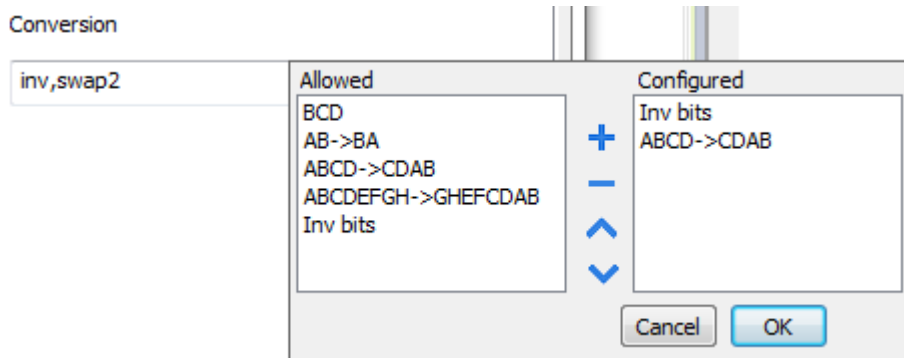 Conversion
inv,swap2
Allowed
BCD
AB->BA
ABCD->CDAB
ABCDEFGH->GHEFCDAB
Inv bits
Configured
Inv bits
ABCD->CDAB
Cancel
OK